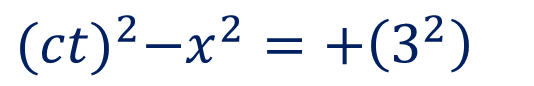 (ct)² − x² = +(3²)